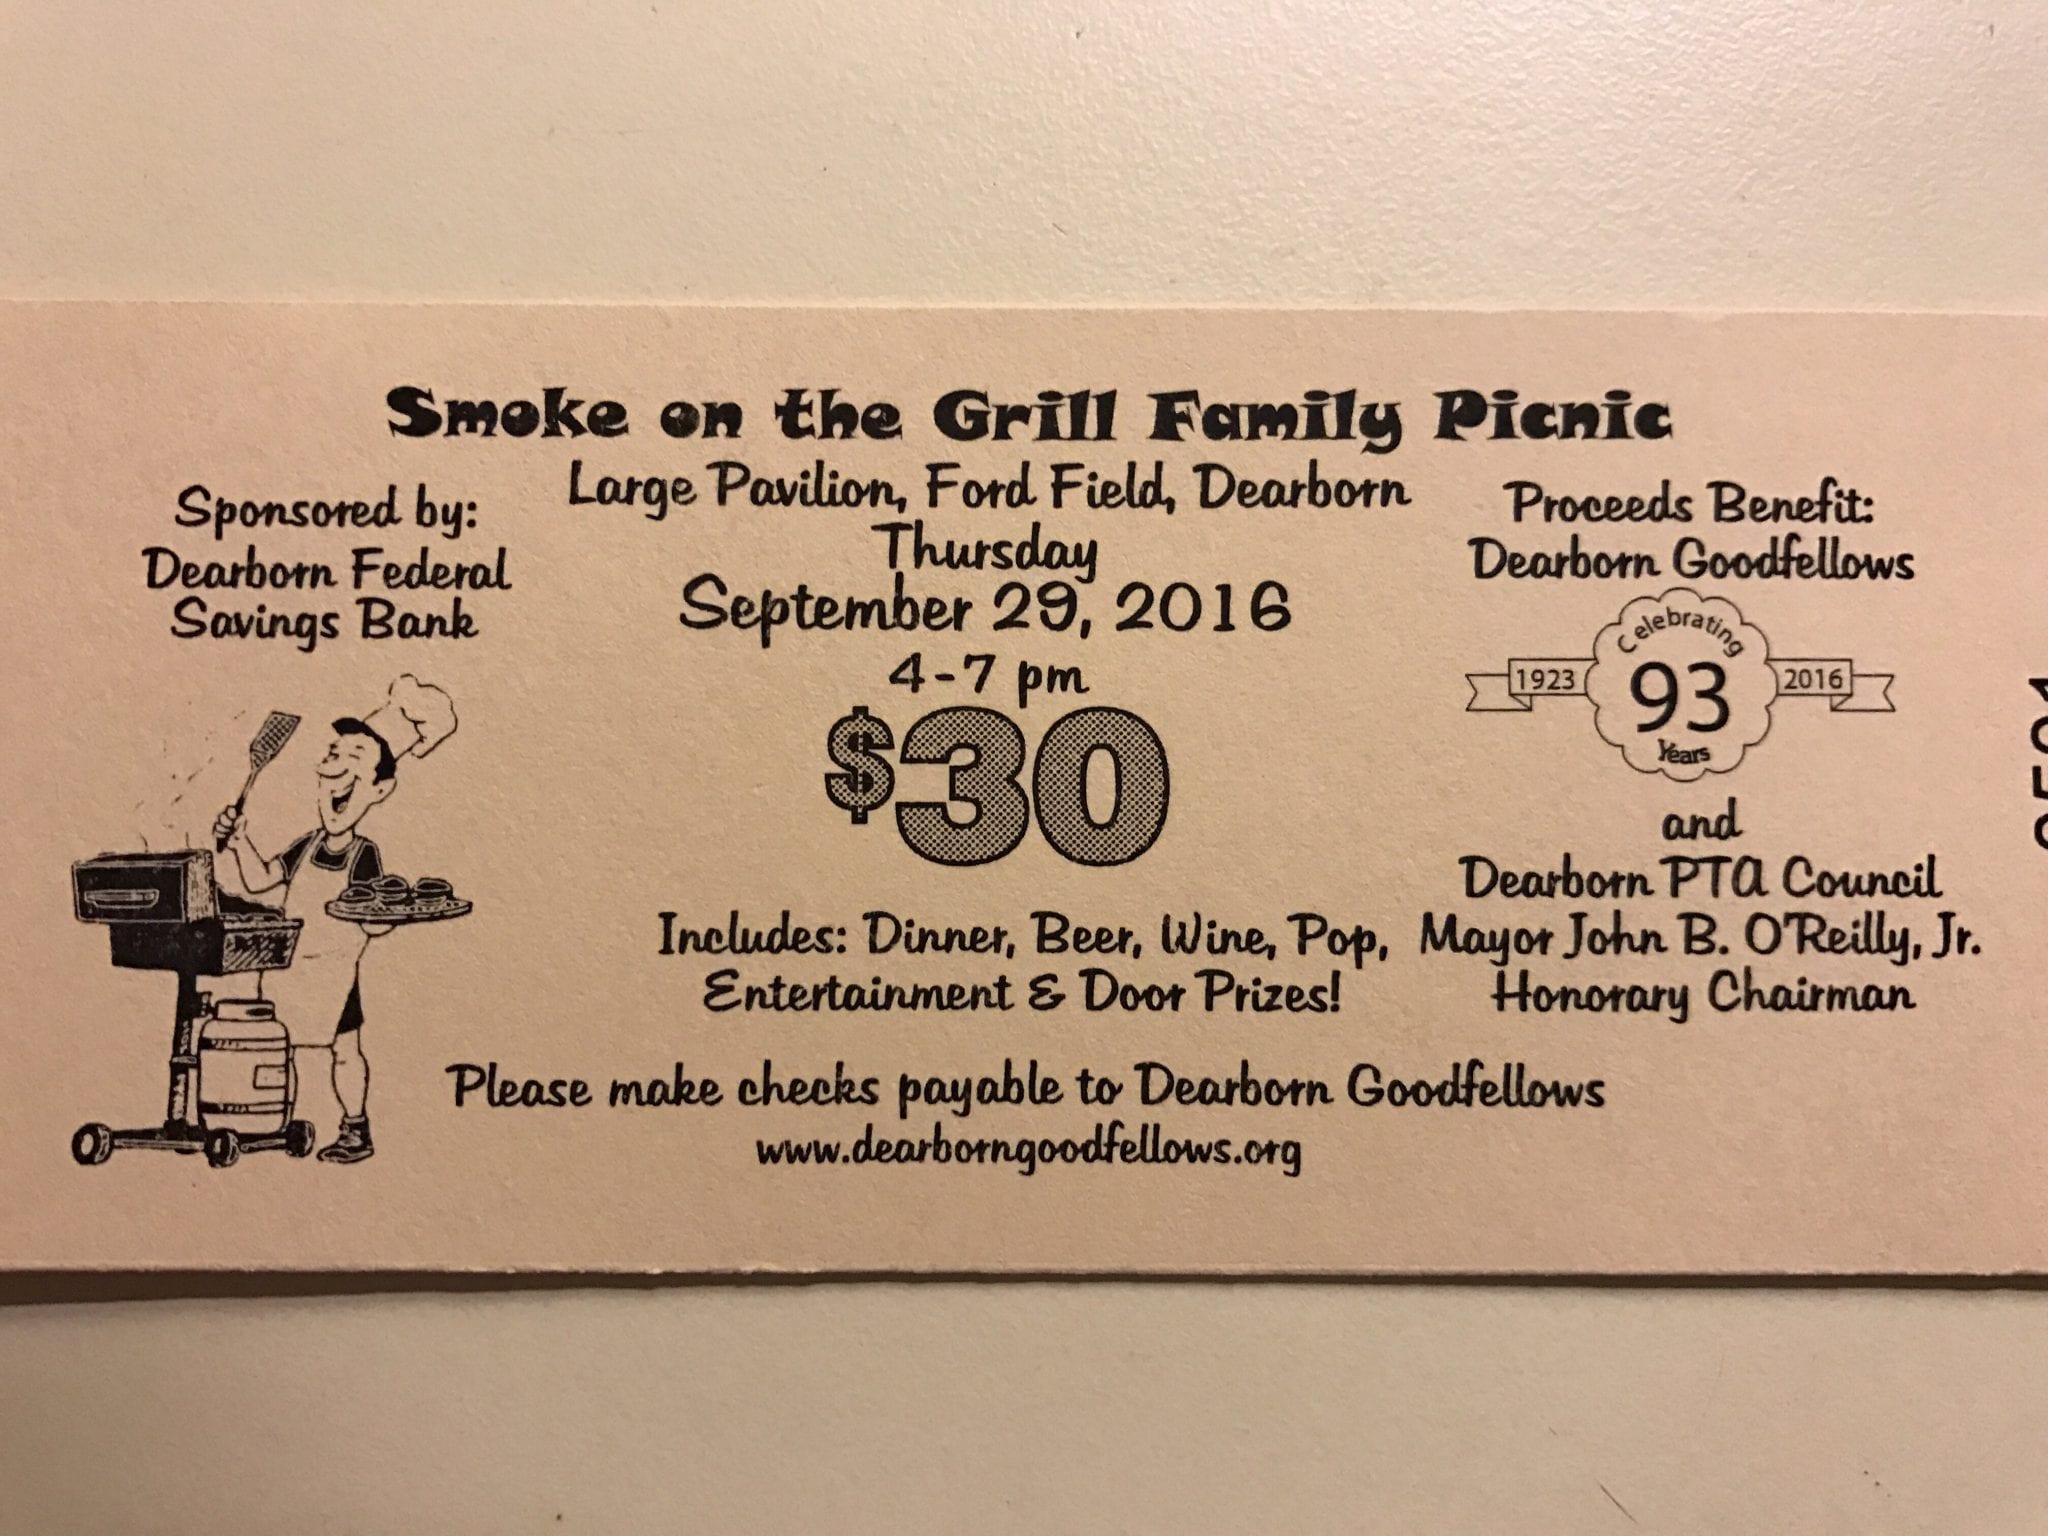 Smoke on the Grill Family Picnic
Large Pavilion, Ford Field, Dearborn
Thursday
September 29, 2016
4-7 pm
$30
Includes: Dinner, Beer, Wine, Pop,
Entertainment & Door Prizes!
Sponsored by:
Dearborn Federal
Savings Bank
Proceeds Benefit:
Dearborn Goodfellows
Celebrating
1923 93 2016
Years
and
Dearborn PTA Council
Mayor John B. O'Reilly, Jr.
Honorary Chairman
Please make checks payable to Dearborn Goodfellows
www.dearborngoodfellows.org